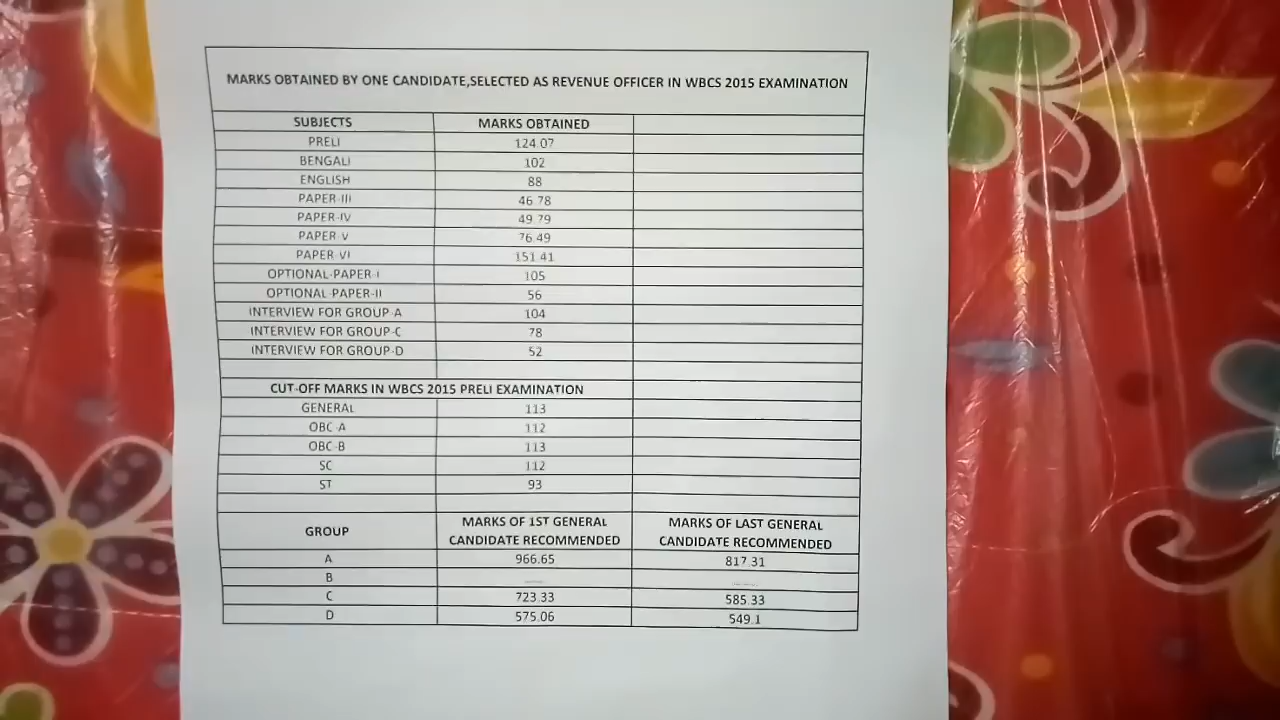 MARKS OBTAINED BY ONE CANDIDATE,SELECTED AS REVENUE OFFICER IN WBCS 2015 EXAMINATION
SUBJECTS MARKS OBTAINED
PRELI 124.07
BENGALI 102
ENGLISH 88
PAPER-III 46.78
PAPER-IV 49.79
PAPER-V 76.49
PAPER-VI 151.41
OPTIONAL-PAPER-I 105
OPTIONAL-PAPER-II 56
INTERVIEW FOR GROUP-A 104
INTERVIEW FOR GROUP-C 78
INTERVIEW FOR GROUP-D 52
CUT-OFF MARKS IN WBCS 2015 PRELI EXAMINATION
GENERAL 113
OBC-A 112
OBC-B 113
SC 112
ST 93
GROUP MARKS OF 1ST GENERAL CANDIDATE RECOMMENDED MARKS OF LAST GENERAL CANDIDATE RECOMMENDED
A 966.65 817.31
B ---- ----
C 723.33 585.33
D 575.06 549.1